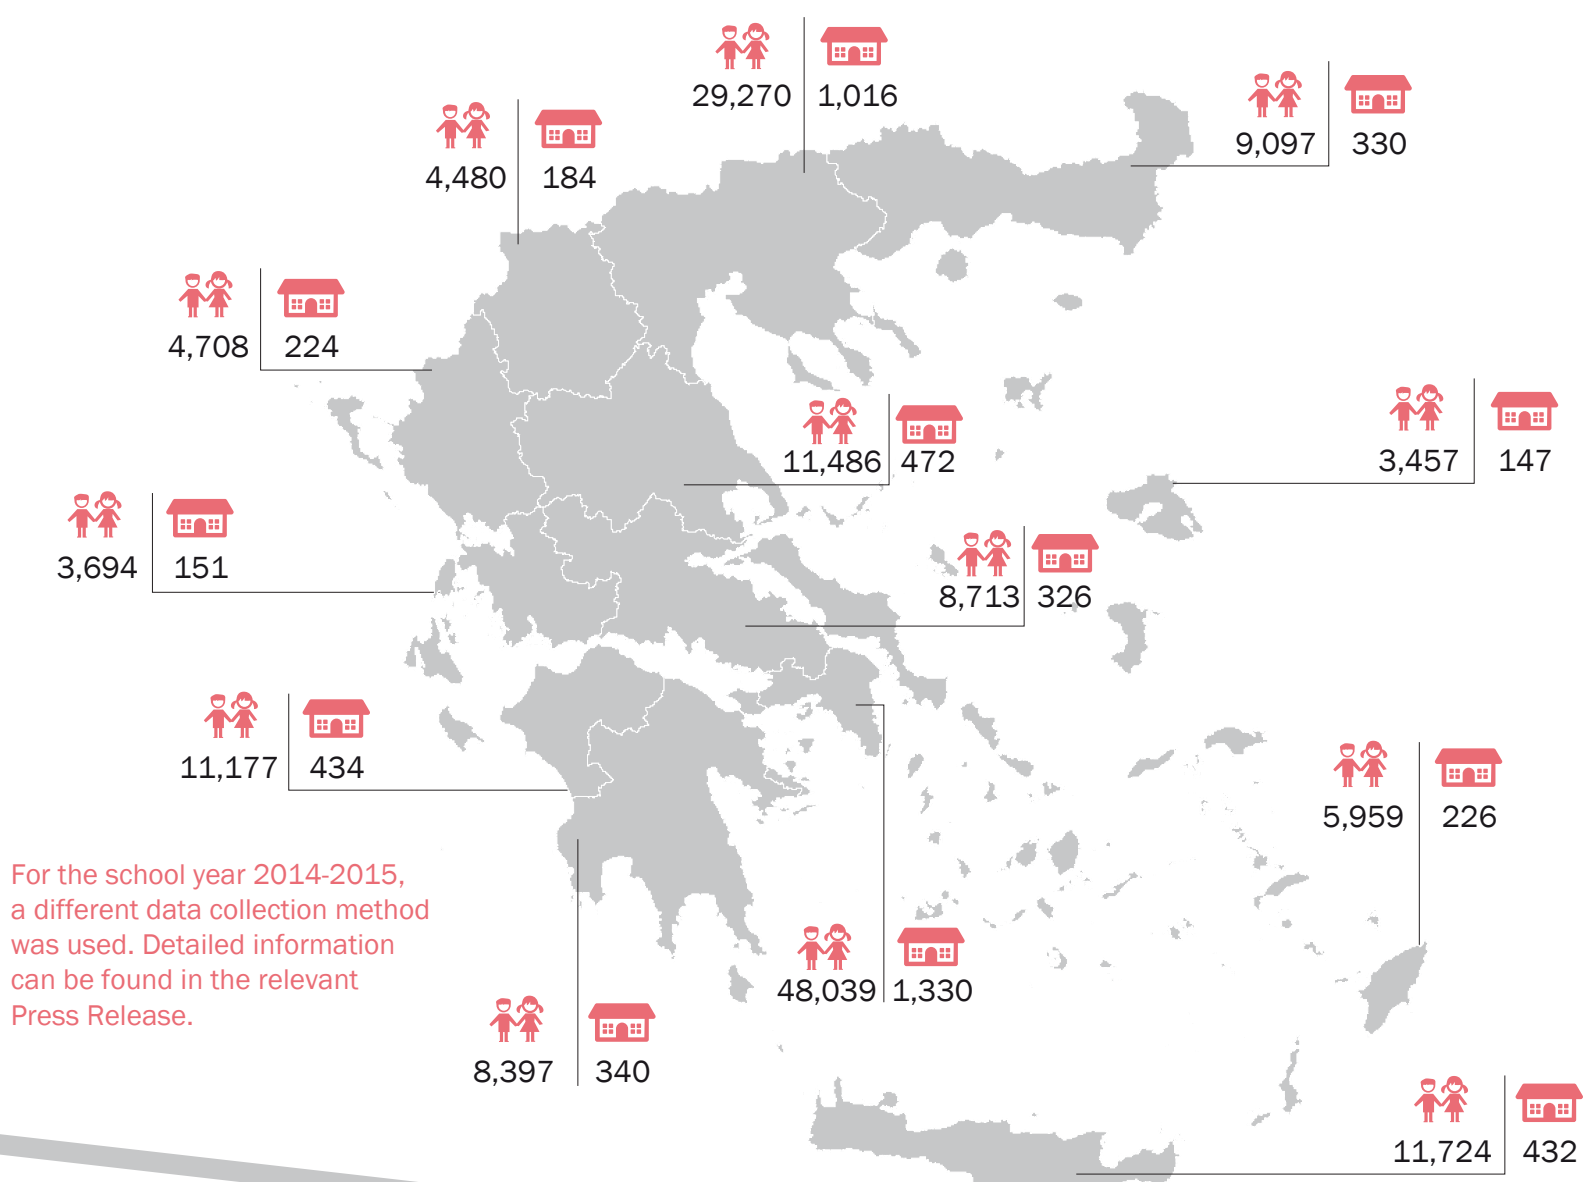 29,270 1,016
9,097 330
4,480 184
4,708 224
11,486 472
3,457 147
3,694 151
8,713 326
11,177 434
5,959 226
For the school year 2014-2015,
a different data collection method
was used. Detailed information
can be found in the relevant
Press Release.
48,039 1,330
8,397 340
11,724 432